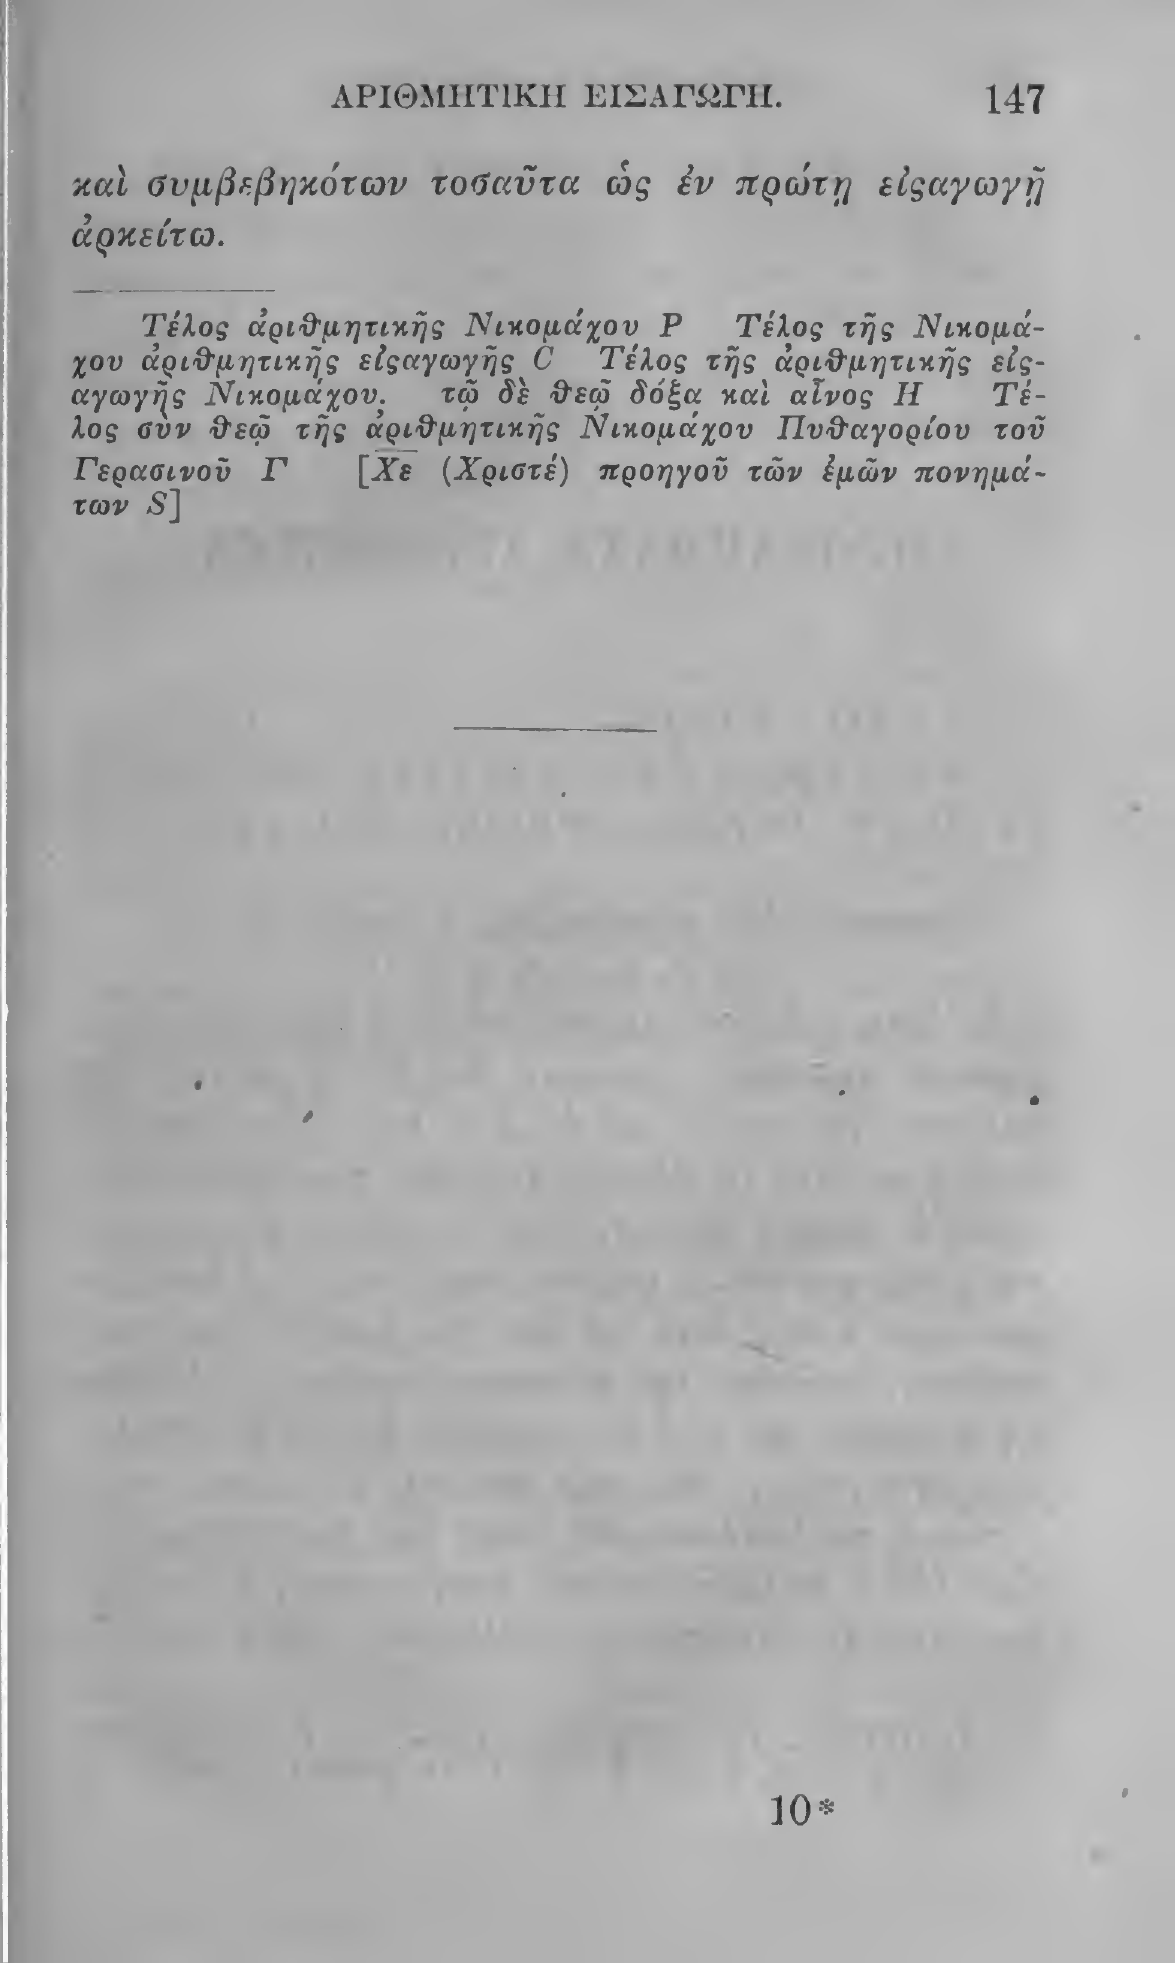 ΑΡΙΘΜΗΤΙΚΗ ΕΙΣΑΓΩΓΗ. 147
καὶ συμβεβηκότων τοσαῦτα ὡς ἐν πρώτῃ εἰςαγωγῇ
ἀρκείτω.
Τέλος ἀριθμητικῆς Νικομάχου P Τέλος τῆς Νικομά-
χου ἀριθμητικῆς εἰςαγωγῆς C Τέλος τῆς ἀριθμητικῆς εἰς-
αγωγῆς Νικομάχου. τῷ δὲ θεῷ δόξα καὶ αἶνος H Τέ-
λος σὺν θεῷ τῆς ἀριθμητικῆς Νικομάχου Πυθαγορίου τοῦ
Γερασινοῦ Γ [Χ̅ε̅ (Χριστέ) προηγοῦ τῶν ἐμῶν πονημά-
των S]
10*